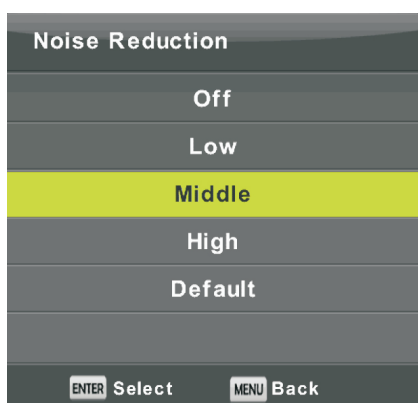 Noise Reduction
Off
Low
Middle
High
Default
ENTER Select MENU Back